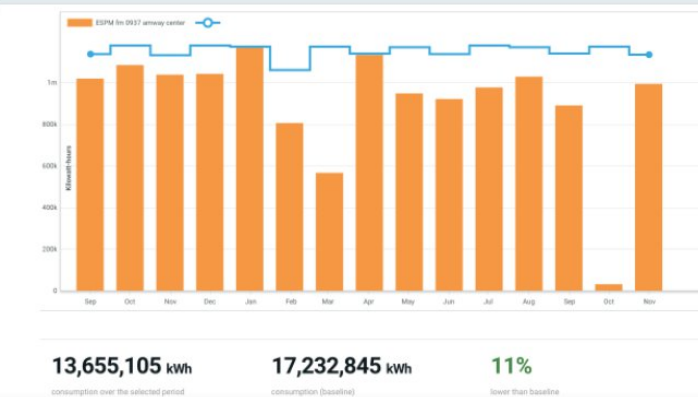 ESPM fm 0937 amway center
1m
800k
600k
400k
200k
0
Kilowatt-hours
Sep Oct Nov Dec Jan Feb Mar Apr May Jun Jul Aug Sep Oct Nov
13,655,105 kWh 17,232,845 kWh 11%
consumption over the selected period consumption (baseline) lower than baseline